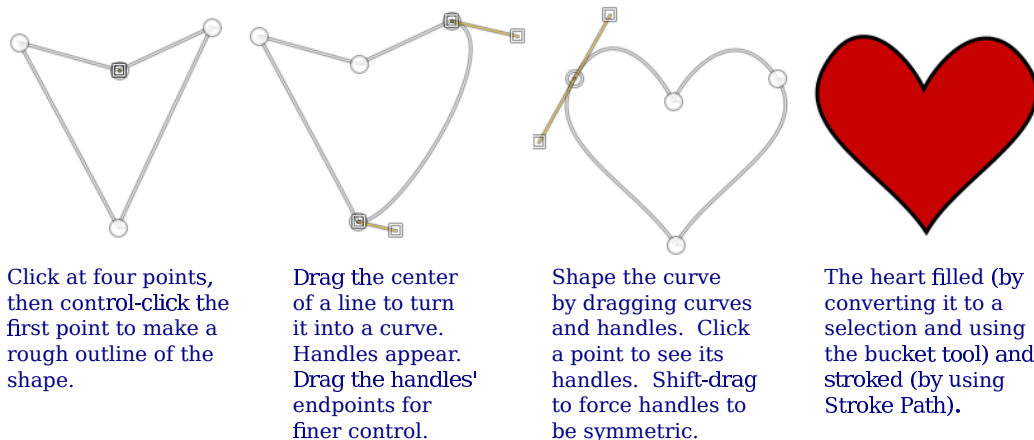 Click at four points,
then control-click the
first point to make a
rough outline of the
shape.
Drag the center
of a line to turn
it into a curve.
Handles appear.
Drag the handles'
endpoints for
finer control.
Shape the curve
by dragging curves
and handles.  Click
a point to see its
handles.  Shift-drag
to force handles to
be symmetric.
The heart filled (by
converting it to a
selection and using
the bucket tool) and
stroked (by using
Stroke Path).